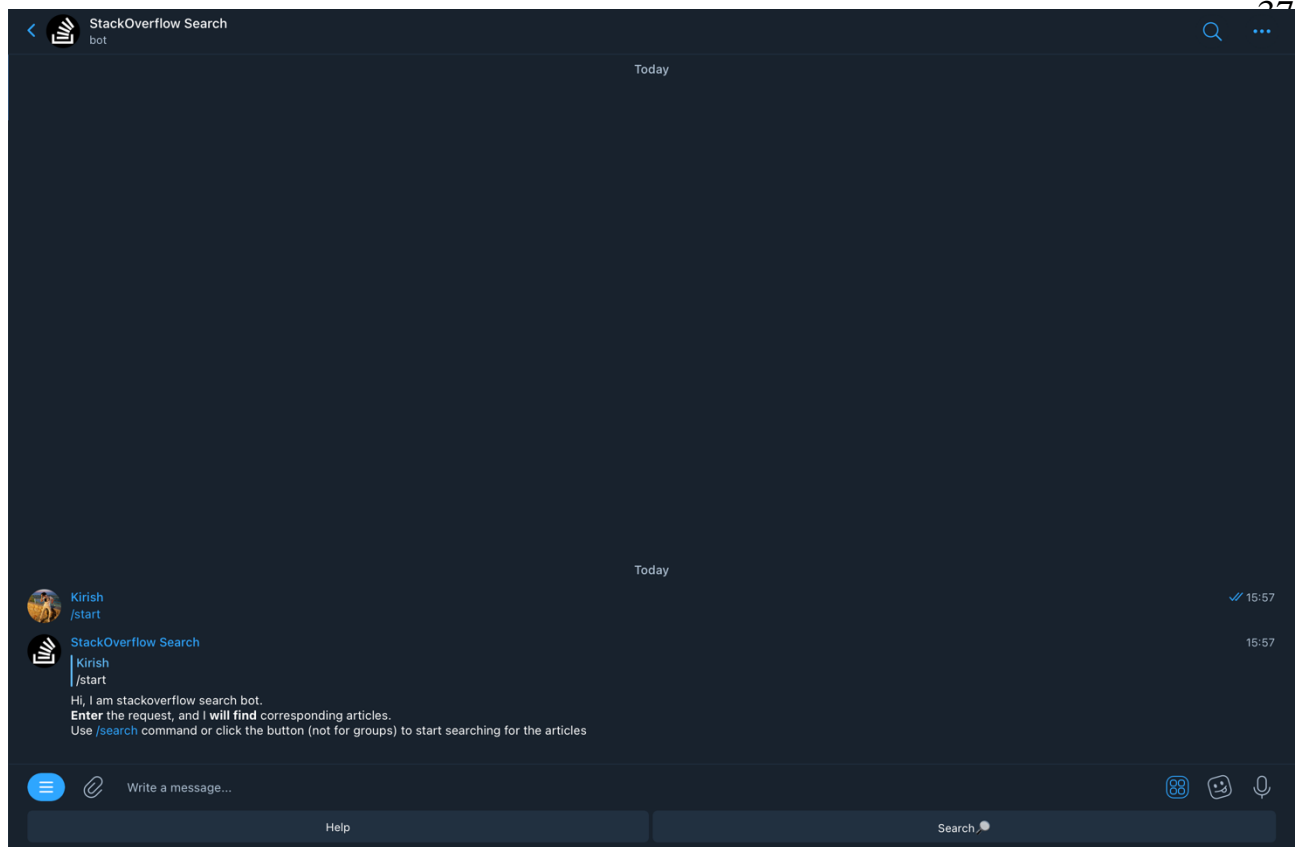 37
StackOverflow Search
bot
Today
Today
Kirish
15:57
/start
StackOverflow Search
15:57
Kirish
/start
Hi, I am stackoverflow search bot.
Enter the request, and I will find corresponding articles.
Use /search command or click the button (not for groups) to start searching for the articles
Write a message...
Help
Search